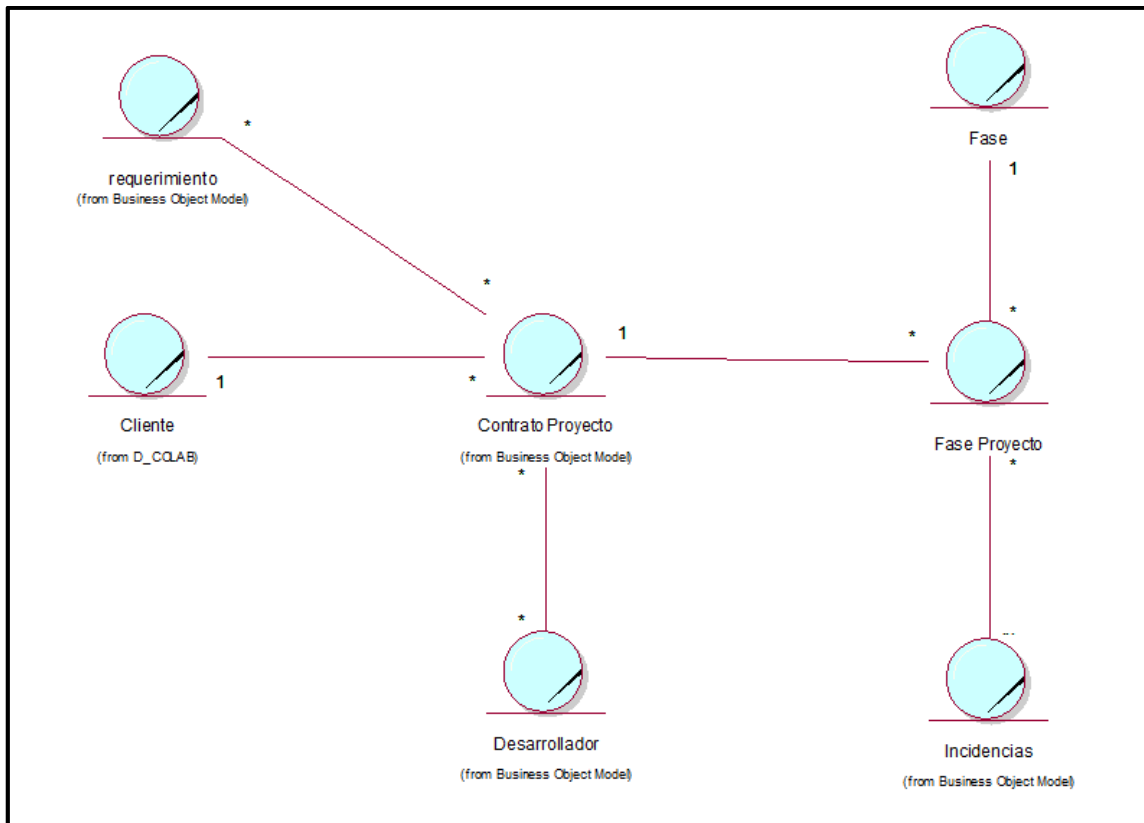 Fase
1
*
requerimiento
(from Business Object Model)
*
Cliente
(from D_COLAB)
1
*
Contrato Proyecto
(from Business Object Model)
1
*
*
Fase Proyecto
*
*
*
Desarrollador
(from Business Object Model)
Incidencias
(from Business Object Model)